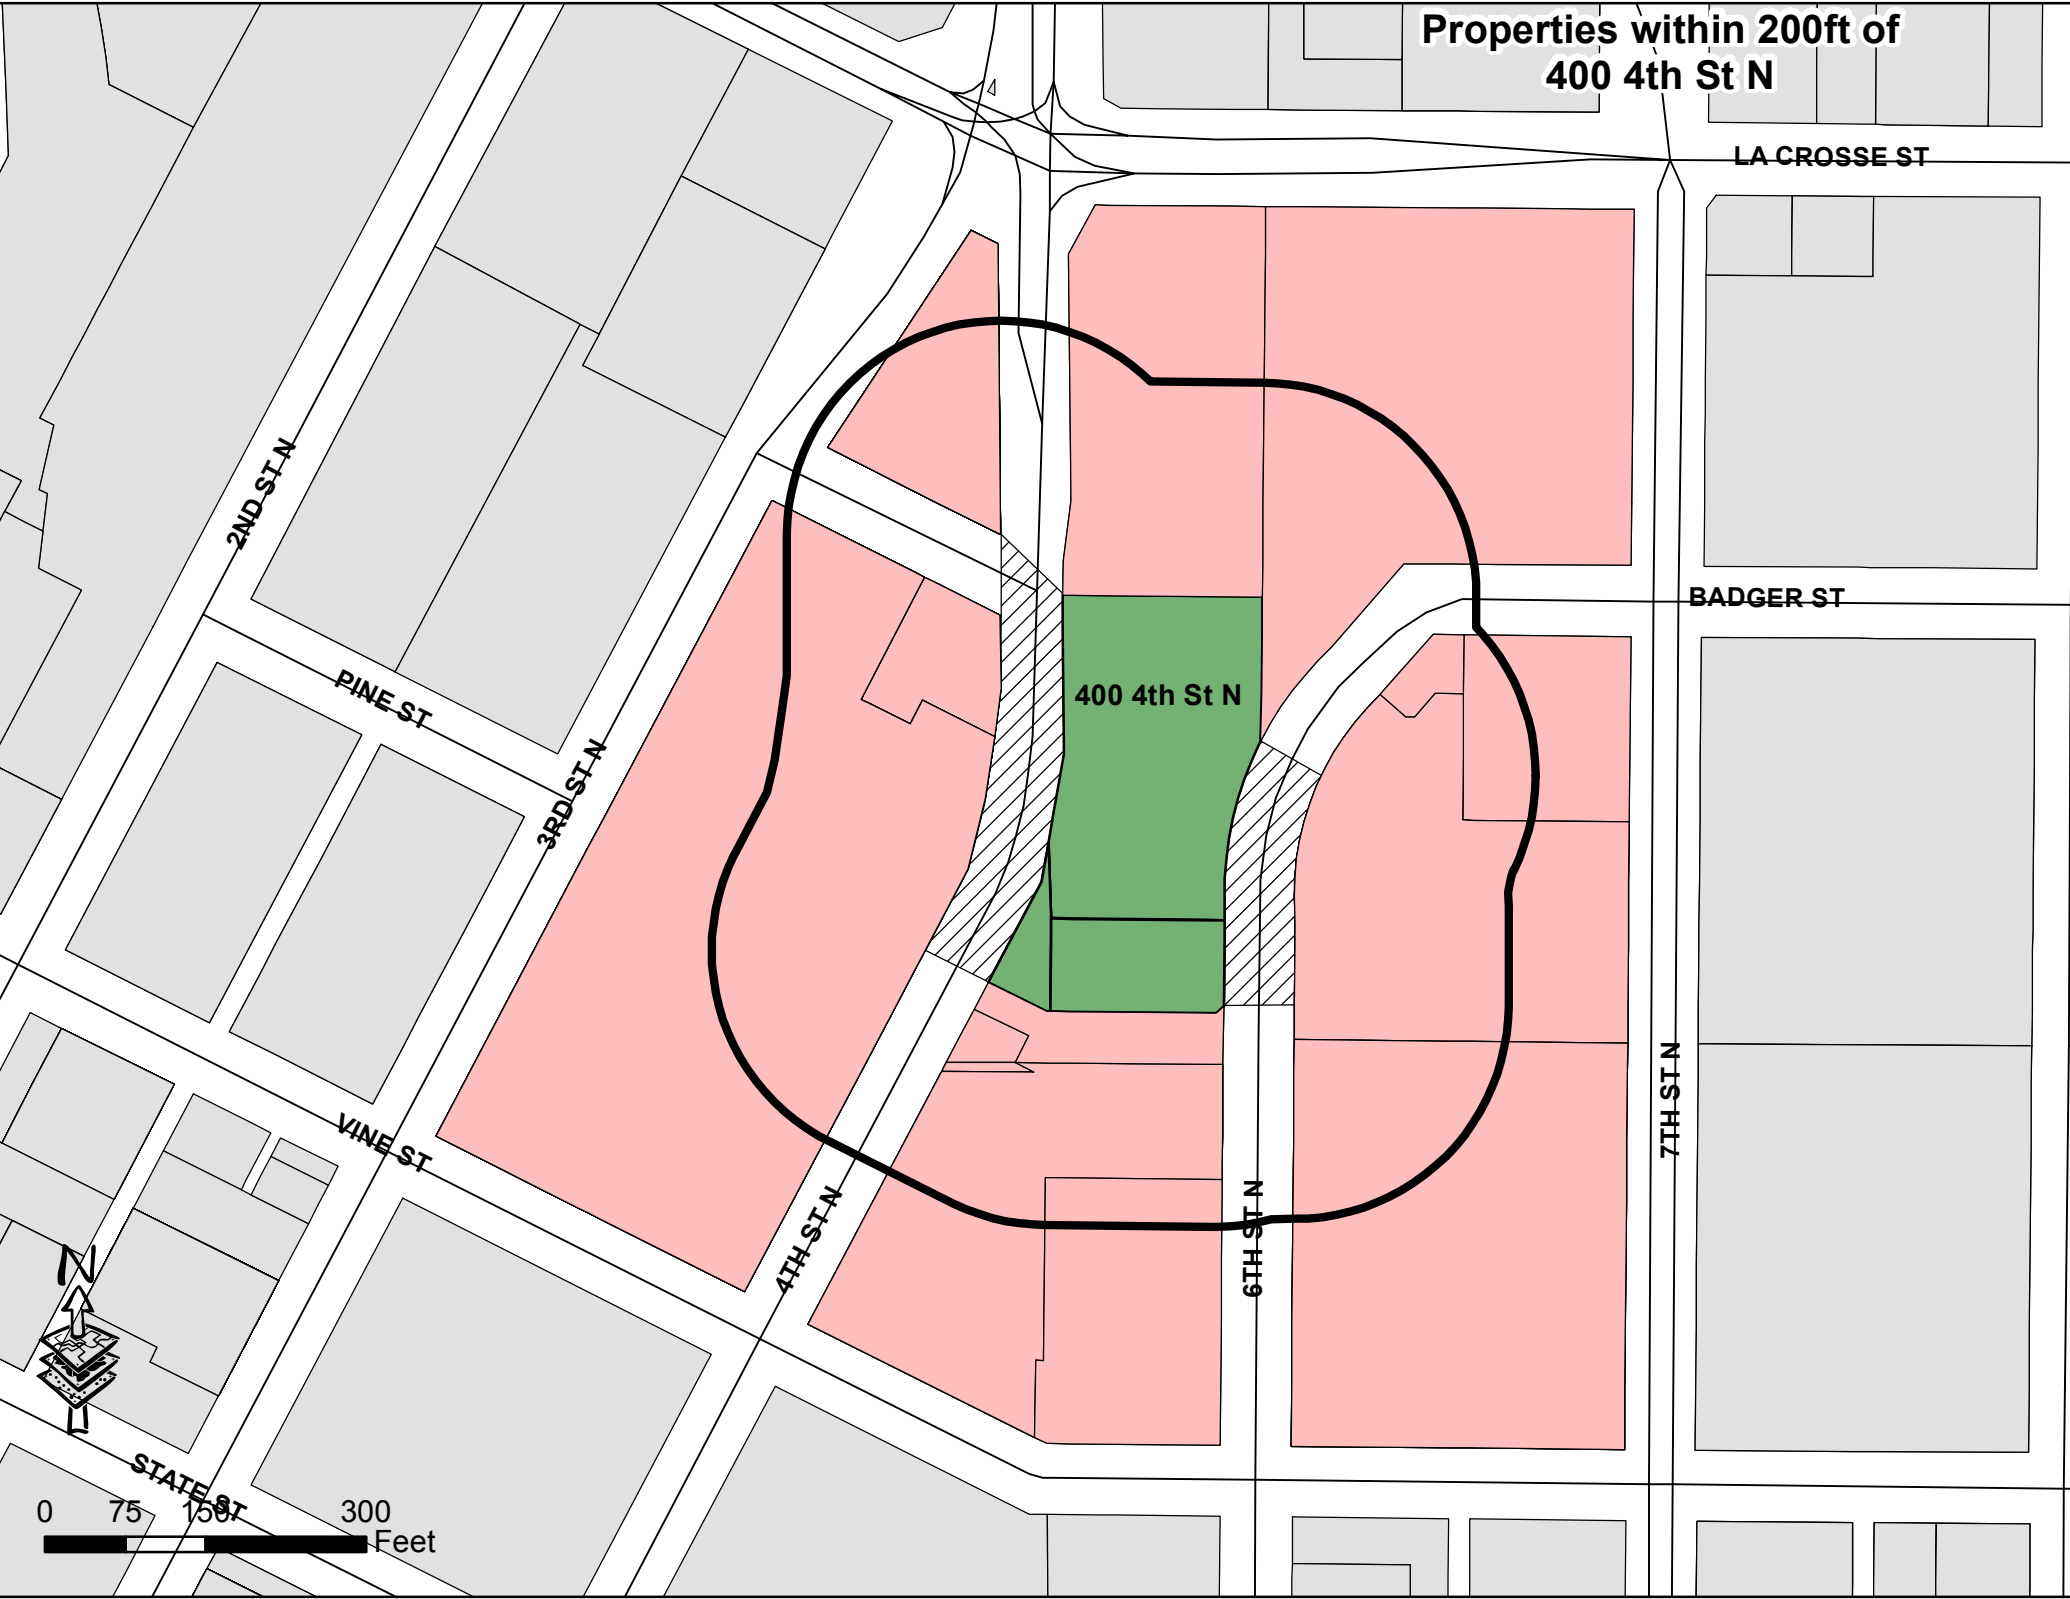 Properties within 200ft of
400 4th St N
LA CROSSE ST
2ND ST N
BADGER ST
400 4th St N
PINE ST
3RD ST N
7TH ST N
VINE ST
4TH ST N
6TH ST N
N
STATE ST
0 75 150 300
Feet